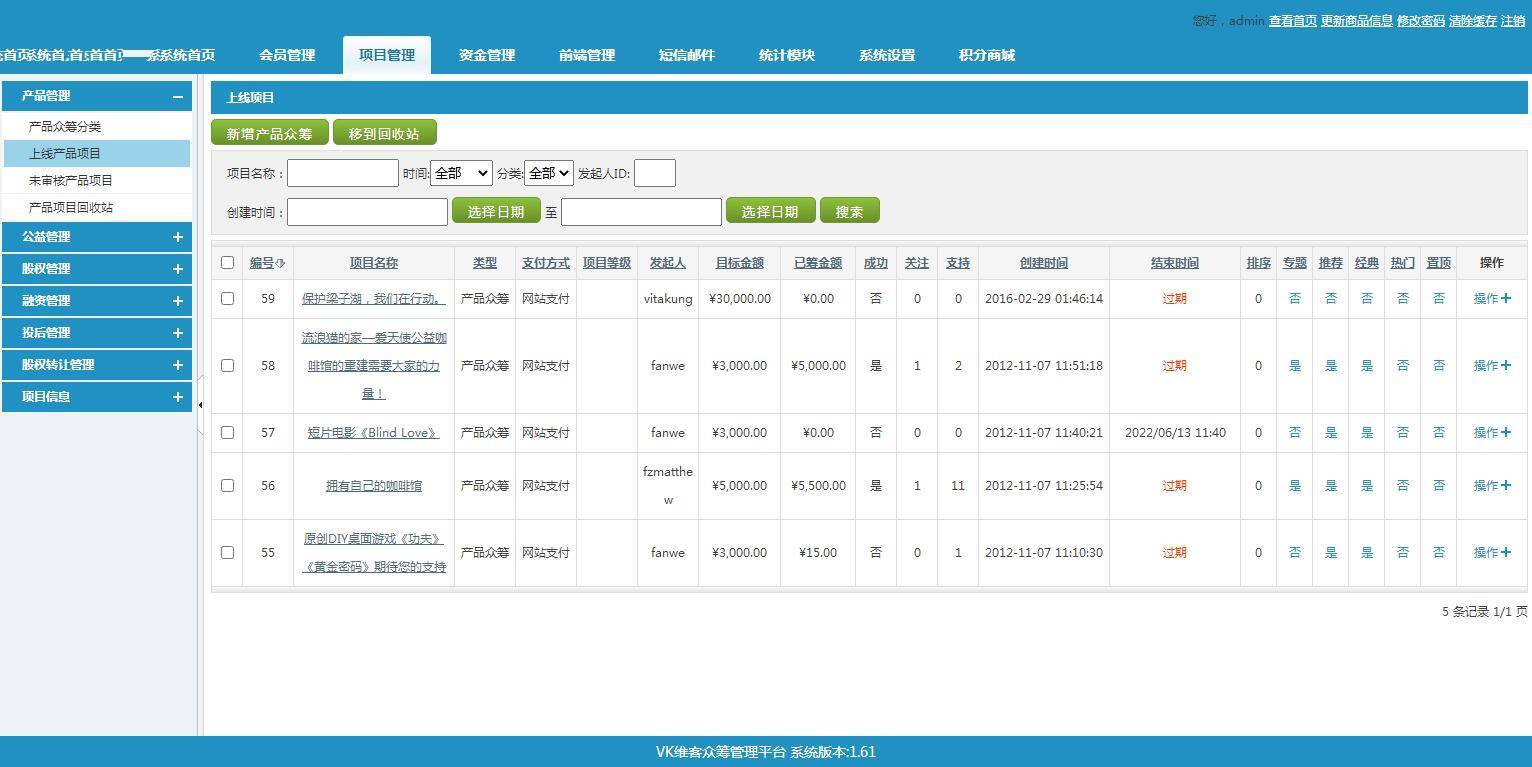 您好，admin 查看首页 更新商品信息 修改密码 清除缓存 注销
系统首页 会员管理 项目管理 资金管理 前端管理 短信邮件 统计模块 系统设置 积分商城
产品管理
产品众筹分类
上线产品项目
未审核产品项目
产品项目回收站
公益管理
股权管理
融资管理
投后管理
股权转让管理
项目信息
上线项目
新增产品众筹 移到回收站
项目名称： 时间: 全部 分类: 全部 发起人ID:
创建时间： 选择日期 至 选择日期 搜索
编号 项目名称 类型 支付方式 项目等级 发起人 目标金额 已筹金额 成功 关注 支持 创建时间 结束时间 排序 专题 推荐 经典 热门 置顶 操作
59 保护梁子湖，我们在行动。 产品众筹 网站支付 vitakung ¥30,000.00 ¥0.00 否 0 0 2016-02-29 01:46:14 过期 0 否 否 否 否 否 操作+
流浪猫的家—爱天使公益咖
58 啡馆的重建需要大家的力 产品众筹 网站支付 fanwe ¥3,000.00 ¥5,000.00 是 1 2 2012-11-07 11:51:18 过期 0 是 是 是 否 否 操作+
量！
57 短片电影《Blind Love》 产品众筹 网站支付 fanwe ¥3,000.00 ¥0.00 否 0 0 2012-11-07 11:40:21 2022/06/13 11:40 0 否 是 是 否 否 操作+
fzmatthe
56 拥有自己的咖啡馆 产品众筹 网站支付 ¥5,000.00 ¥5,500.00 是 1 11 2012-11-07 11:25:54 过期 0 是 是 是 否 否 操作+
w
原创DIY桌面游戏《功夫》
55 产品众筹 网站支付 fanwe ¥3,000.00 ¥15.00 否 0 1 2012-11-07 11:10:30 过期 0 否 是 是 否 否 操作+
《黄金密码》期待您的支持
5 条记录 1/1 页
VK维客众筹管理平台 系统版本:1.61